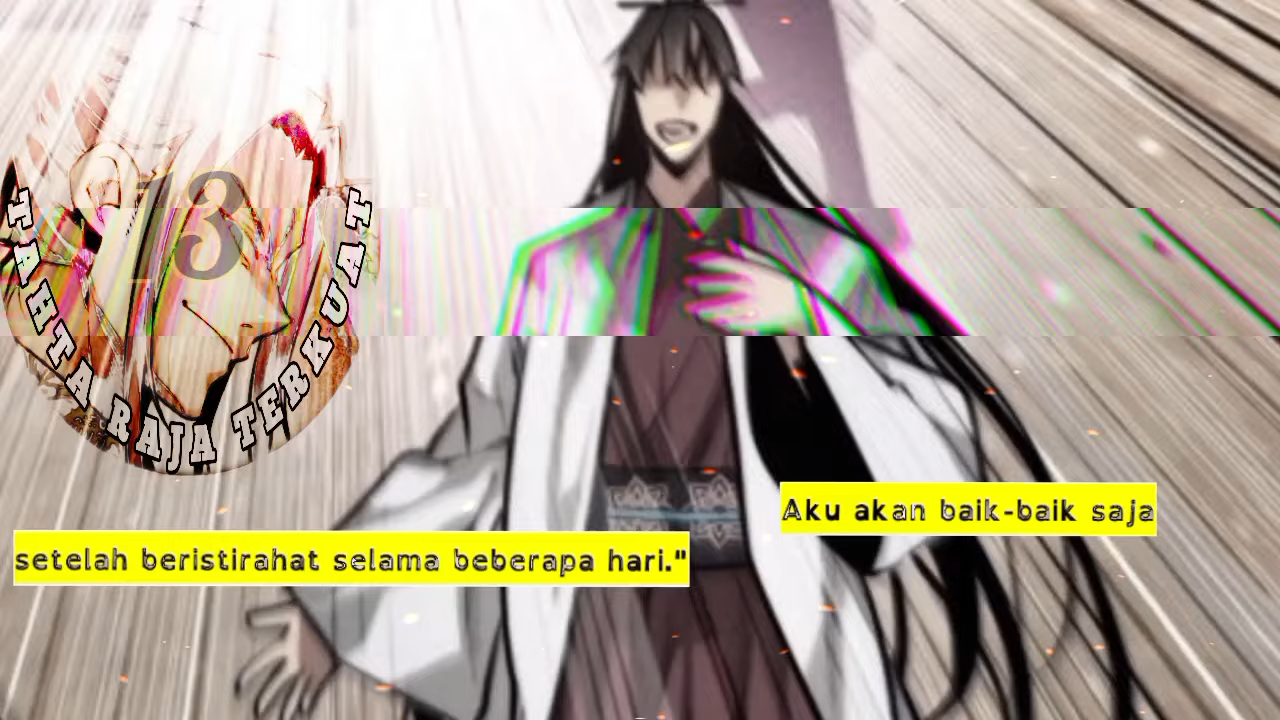 13
TAHTA RAJA TERKUAT
Aku akan baik-baik saja
setelah beristirahat selama beberapa hari."